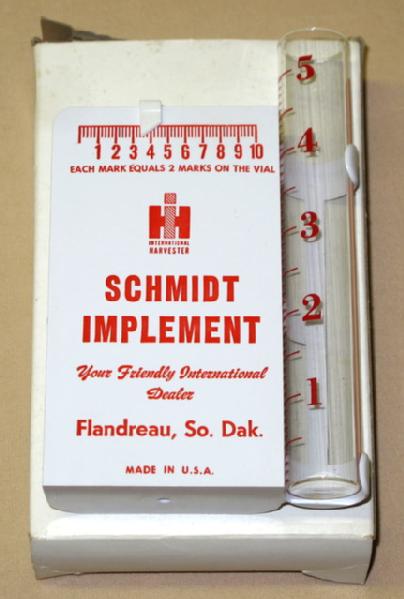 1 2 3 4 5 6 7 8 9 10
EACH MARK EQUALS 2 MARKS ON THE VIAL
IH
INTERNATIONAL
HARVESTER
SCHMIDT
IMPLEMENT
Your Friendly International
Dealer
Flandreau, So. Dak.
MADE IN U.S.A.
5
4
3
2
1